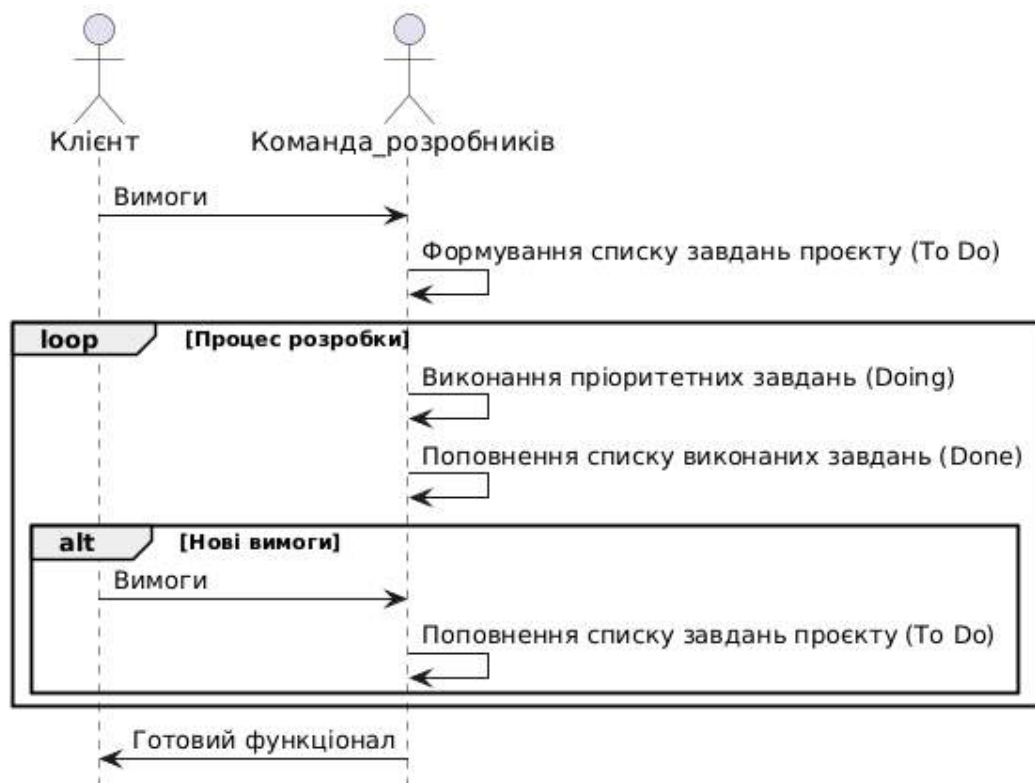 Клієнт
Команда_розробників
Вимоги
Формування списку завдань проєкту (To Do)
loop [Процес розробки]
Виконання пріоритетних завдань (Doing)
Поповнення списку виконаних завдань (Done)
alt [Нові вимоги]
Вимоги
Поповнення списку завдань проєкту (To Do)
Готовий функціонал